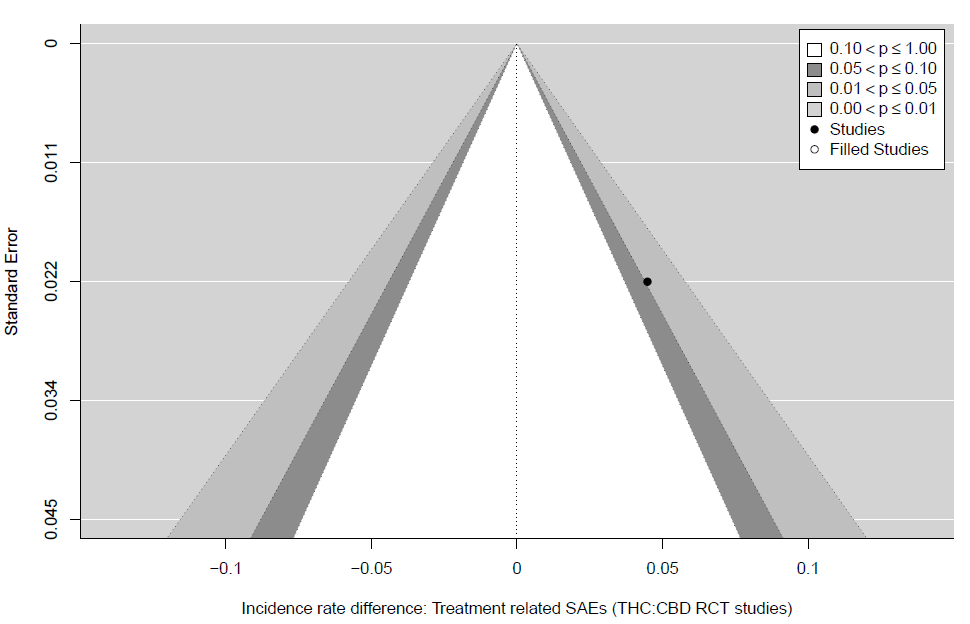 0.10 < p ≤ 1.00
0.05 < p ≤ 0.10
0.01 < p ≤ 0.05
0.00 < p ≤ 0.01
Studies
Filled Studies
Standard Error
0
0.011
0.022
0.034
0.045
−0.1
−0.05
0
0.05
0.1
Incidence rate difference: Treatment related SAEs (THC:CBD RCT studies)